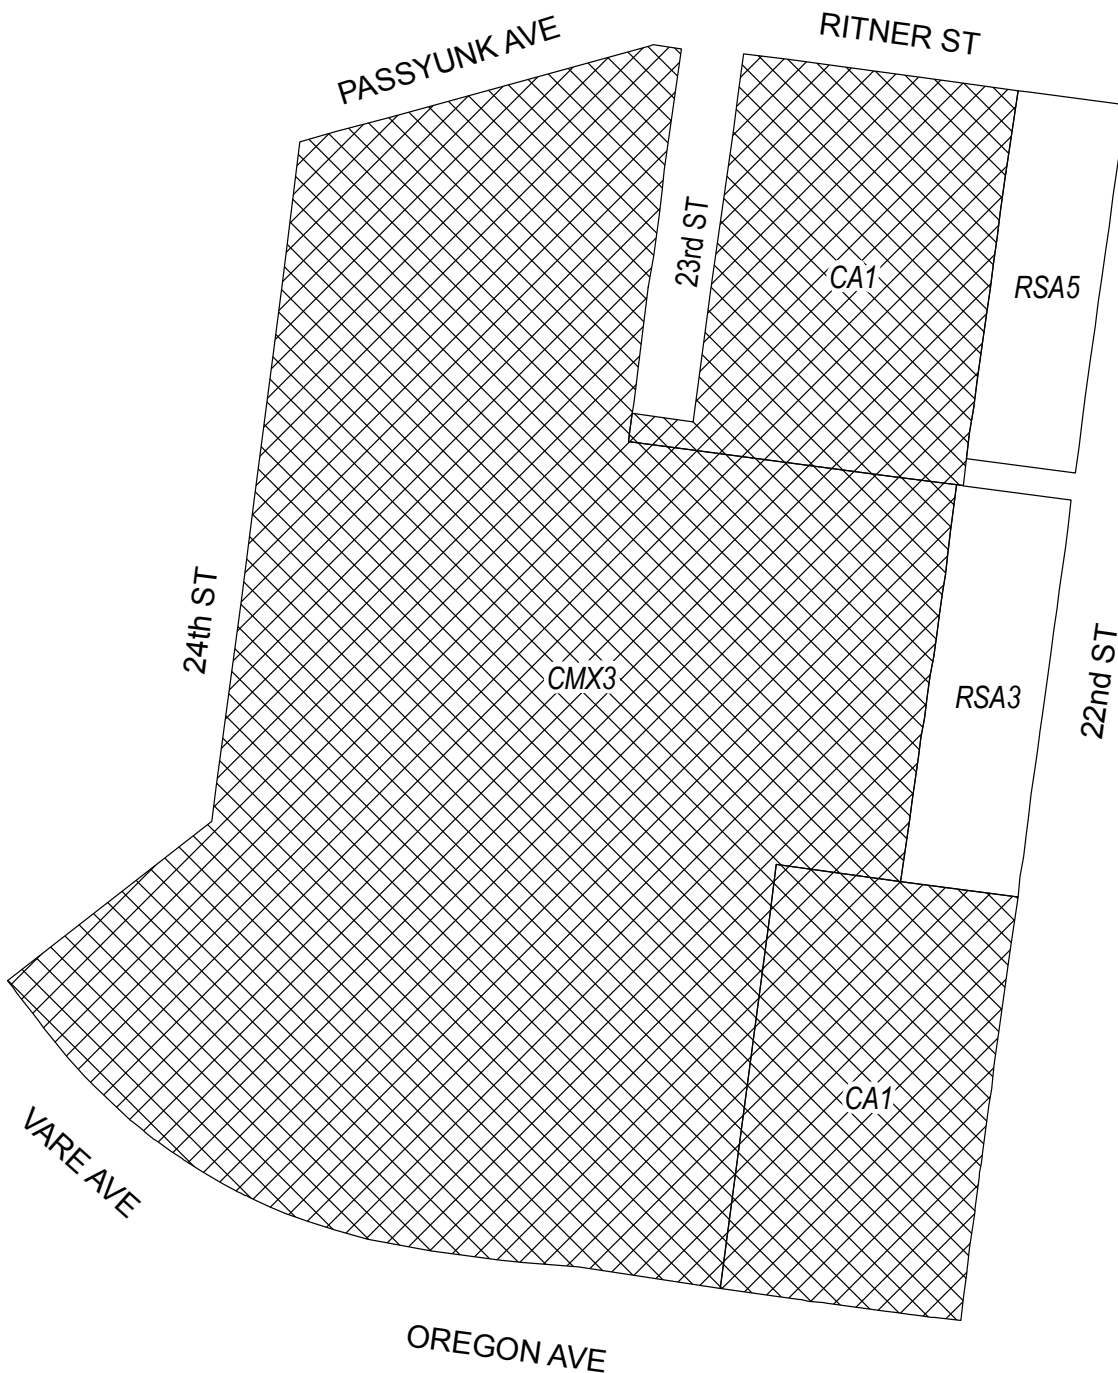 RITNER ST
PASSYUNK AVE
23rd ST
CA1
RSA5
24th ST
CMX3
RSA3
22nd ST
CA1
VARE AVE
OREGON AVE